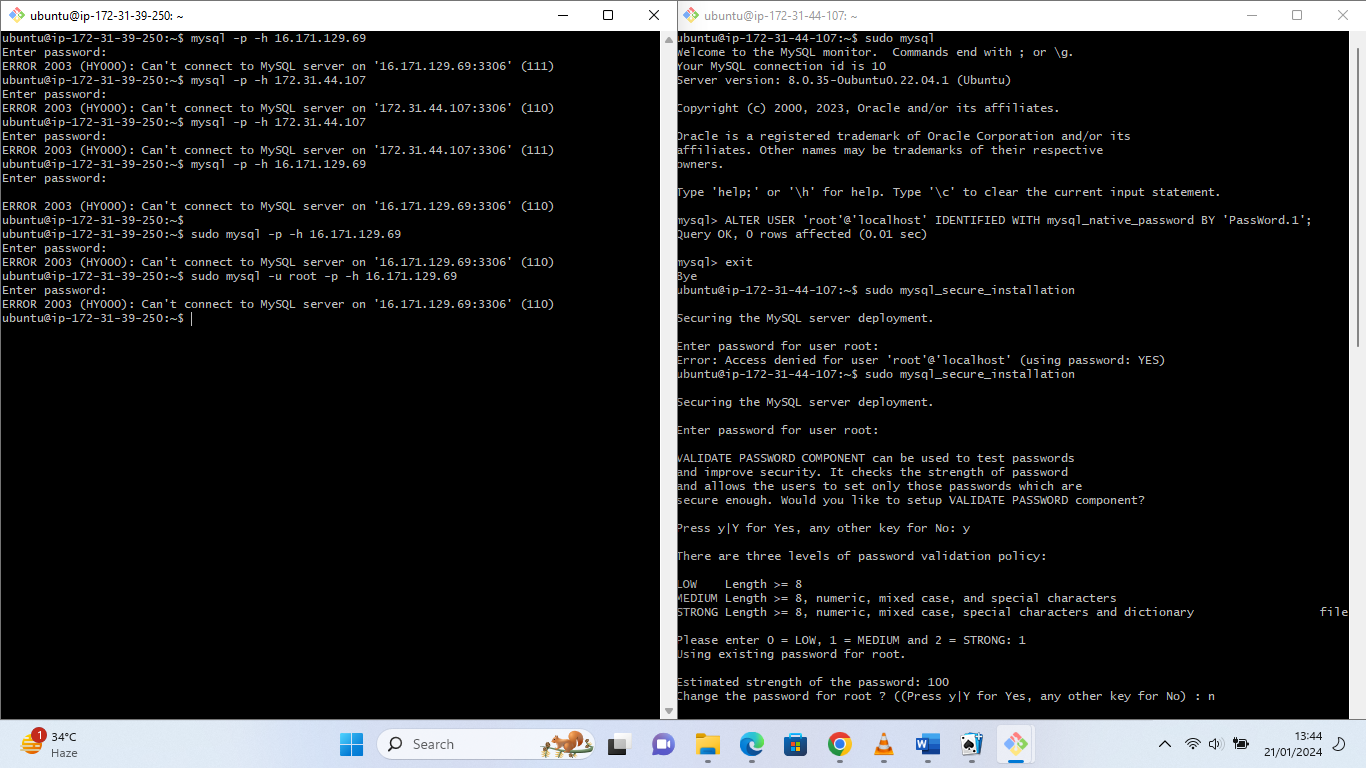 ubuntu@ip-172-31-39-250: ~
ubuntu@ip-172-31-39-250:~$ mysql -p -h 16.171.129.69
Enter password:
ERROR 2003 (HY000): Can't connect to MySQL server on '16.171.129.69:3306' (111)
ubuntu@ip-172-31-39-250:~$ mysql -p -h 172.31.44.107
Enter password:
ERROR 2003 (HY000): Can't connect to MySQL server on '172.31.44.107:3306' (110)
ubuntu@ip-172-31-39-250:~$ mysql -p -h 172.31.44.107
Enter password:
ERROR 2003 (HY000): Can't connect to MySQL server on '172.31.44.107:3306' (111)
ubuntu@ip-172-31-39-250:~$ mysql -p -h 16.171.129.69
Enter password:
ERROR 2003 (HY000): Can't connect to MySQL server on '16.171.129.69:3306' (110)
ubuntu@ip-172-31-39-250:~$
ubuntu@ip-172-31-39-250:~$ sudo mysql -p -h 16.171.129.69
Enter password:
ERROR 2003 (HY000): Can't connect to MySQL server on '16.171.129.69:3306' (110)
ubuntu@ip-172-31-39-250:~$ sudo mysql -u root -p -h 16.171.129.69
Enter password:
ERROR 2003 (HY000): Can't connect to MySQL server on '16.171.129.69:3306' (110)
ubuntu@ip-172-31-39-250:~$
ubuntu@ip-172-31-44-107: ~
ubuntu@ip-172-31-44-107:~$ sudo mysql
Welcome to the MySQL monitor.  Commands end with ; or \g.
Your MySQL connection id is 10
Server version: 8.0.35-0ubuntu0.22.04.1 (Ubuntu)
Copyright (c) 2000, 2023, Oracle and/or its affiliates.
Oracle is a registered trademark of Oracle Corporation and/or its
affiliates. Other names may be trademarks of their respective
owners.
Type 'help;' or '\h' for help. Type '\c' to clear the current input statement.
mysql> ALTER USER 'root'@'localhost' IDENTIFIED WITH mysql_native_password BY 'PassWord.1';
Query OK, 0 rows affected (0.01 sec)
mysql> exit
Bye
ubuntu@ip-172-31-44-107:~$ sudo mysql_secure_installation
Securing the MySQL server deployment.
Enter password for user root:
Error: Access denied for user 'root'@'localhost' (using password: YES)
ubuntu@ip-172-31-44-107:~$ sudo mysql_secure_installation
Securing the MySQL server deployment.
Enter password for user root:
VALIDATE PASSWORD COMPONENT can be used to test passwords
and improve security. It checks the strength of password
and allows the users to set only those passwords which are
secure enough. Would you like to setup VALIDATE PASSWORD component?
Press y|Y for Yes, any other key for No: y
There are three levels of password validation policy:
LOW    Length >= 8
MEDIUM Length >= 8, numeric, mixed case, and special characters
STRONG Length >= 8, numeric, mixed case, special characters and dictionary                  file
Please enter 0 = LOW, 1 = MEDIUM and 2 = STRONG: 1
Using existing password for root.
Estimated strength of the password: 100
Change the password for root ? ((Press y|Y for Yes, any other key for No) : n
1
34°C
Haze
Search
13:44
21/01/2024